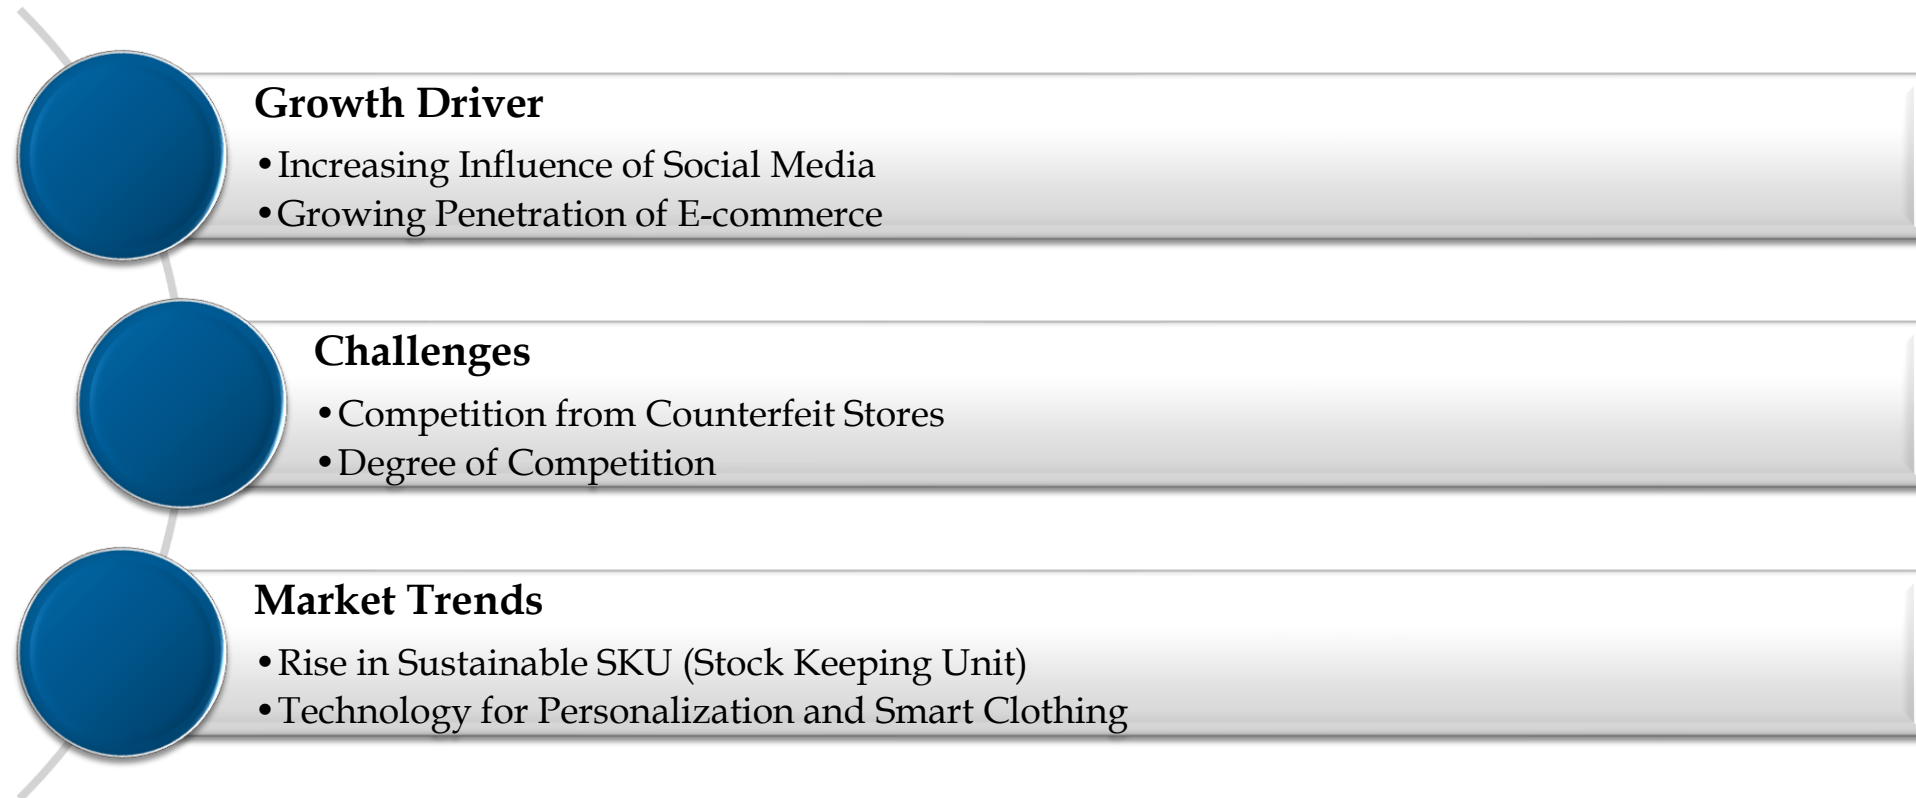 Growth Driver
•Increasing Influence of Social Media
•Growing Penetration of E-commerce
Challenges
•Competition from Counterfeit Stores
•Degree of Competition
Market Trends
•Rise in Sustainable SKU (Stock Keeping Unit)
•Technology for Personalization and Smart Clothing